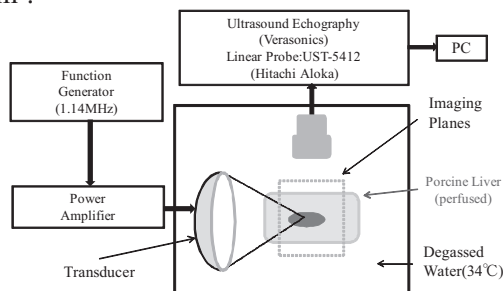 Ultrasound Echography
(Verasonics)
Linear Probe:UST-5412
(Hitachi Aloka)
PC
Function
Generator
(1.14MHz)
Imaging
Planes
Porcine Liver
(perfused)
Power
Amplifier
Transducer
Degassed
Water(34℃)